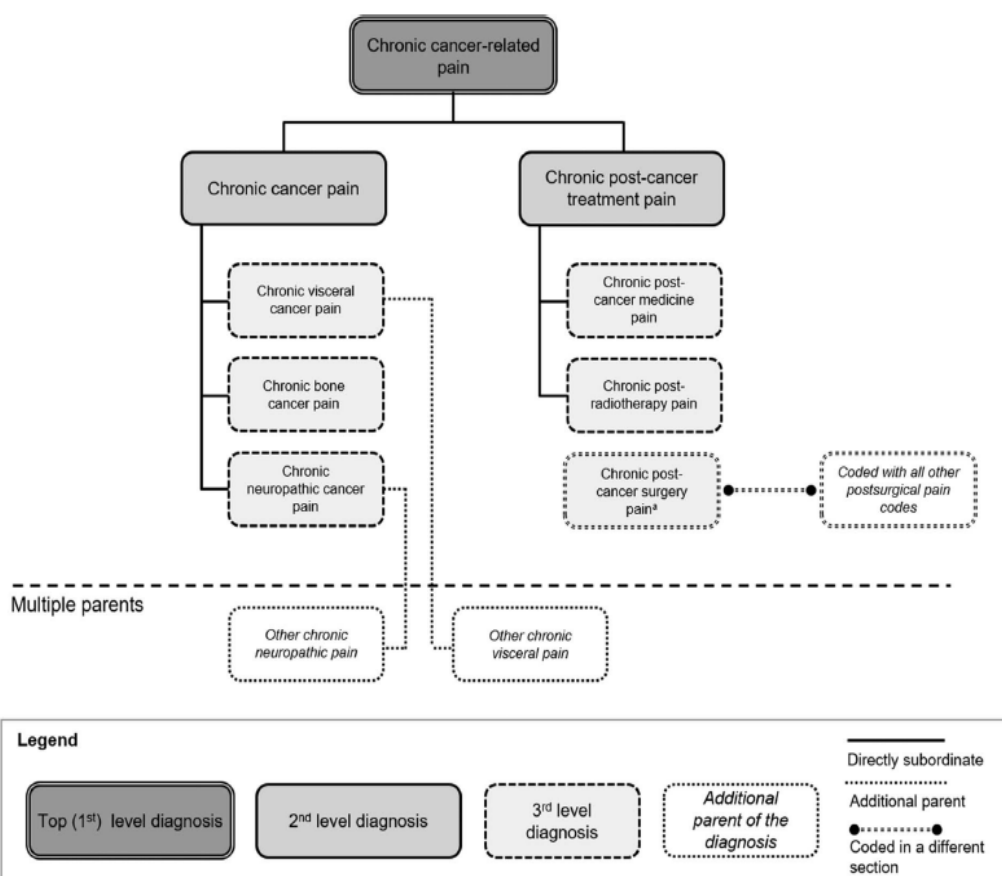 Chronic cancer-related
pain
Chronic cancer pain
Chronic post-cancer
treatment pain
Chronic visceral
cancer pain
Chronic post-
cancer medicine
pain
Chronic bone
cancer pain
Chronic post-
radiotherapy pain
Chronic
neuropathic cancer
pain
Chronic post-
cancer surgery
painª
Coded with all other
postsurgical pain
codes
Multiple parents
Other chronic
neuropathic pain
Other chronic
visceral pain
Legend
Top (1st) level diagnosis
2nd level diagnosis
3rd level
diagnosis
Additional
parent of the
diagnosis
Directly subordinate
Additional parent
Coded in a different
section